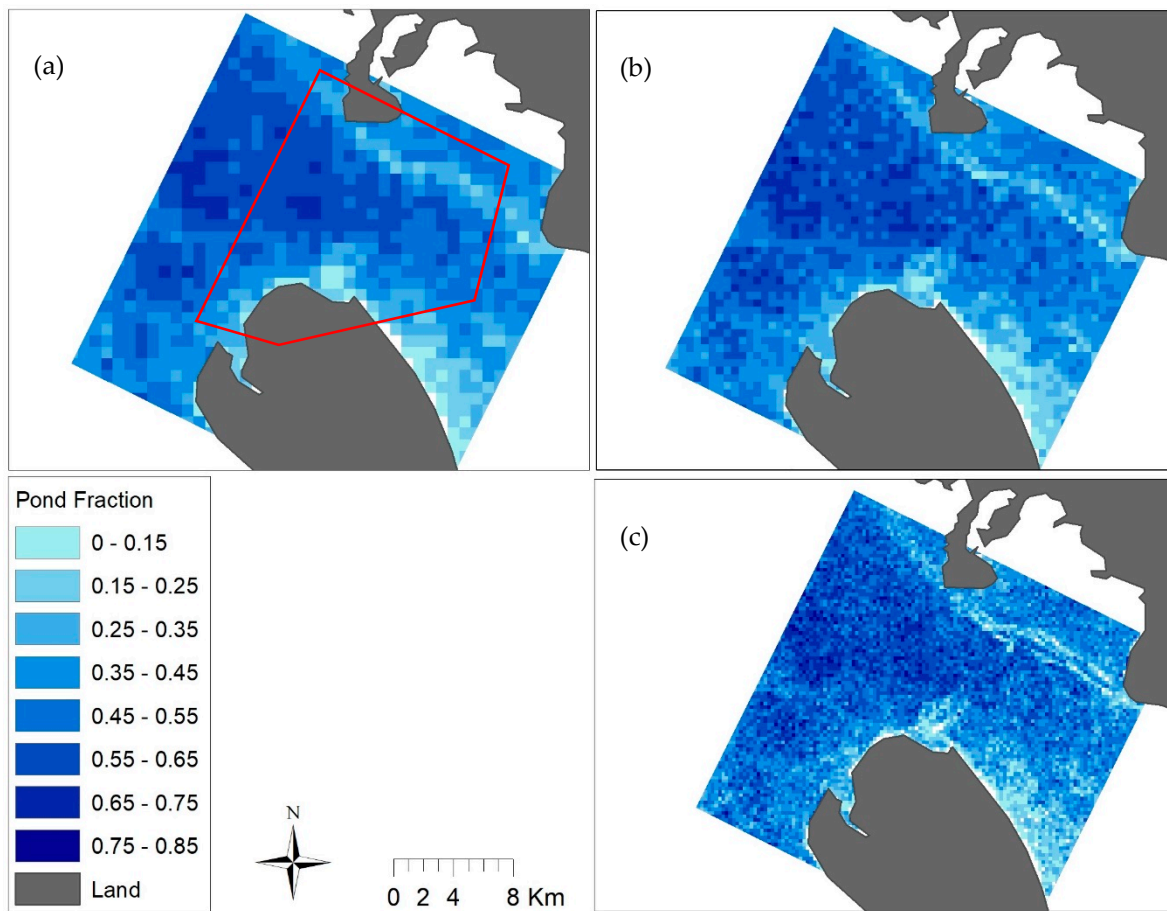 (a)
(b)
Pond Fraction
0 - 0.15
0.15 - 0.25
0.25 - 0.35
0.35 - 0.45
0.45 - 0.55
0.55 - 0.65
0.65 - 0.75
0.75 - 0.85
Land
(c)
N
0 2 4 8 Km